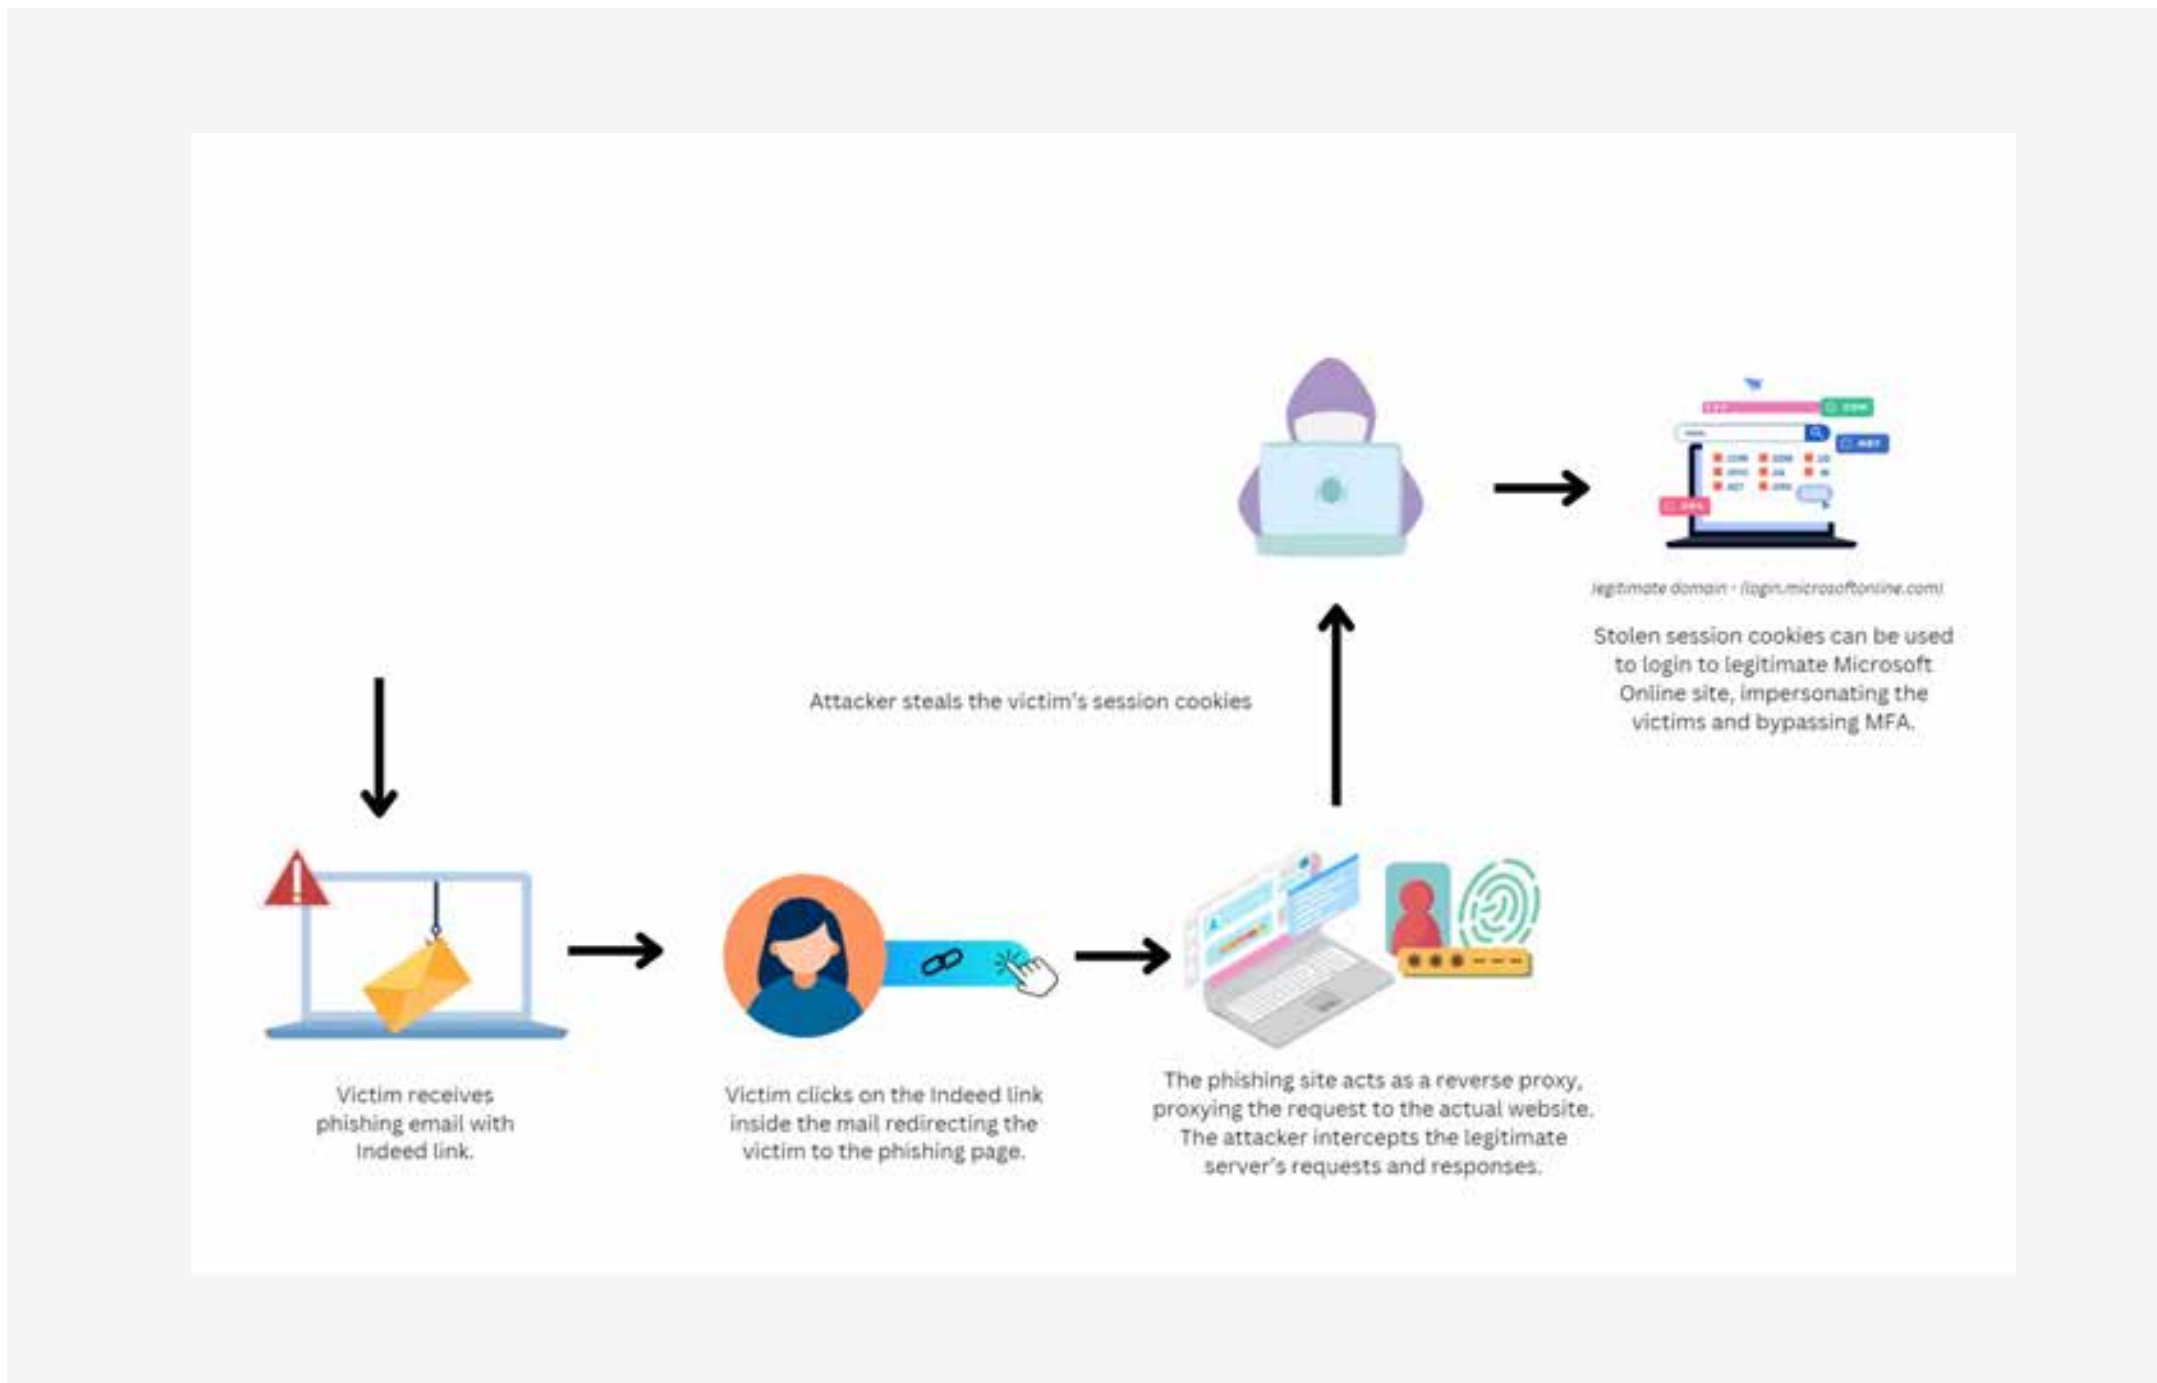 legitimate domain - (login.microsoftonline.com)
Stolen session cookies can be used
to login to legitimate Microsoft
Online site, impersonating the
victims and bypassing MFA.
Attacker steals the victim's session cookies
Victim receives
phishing email with
Indeed link.
Victim clicks on the Indeed link
inside the mail redirecting the
victim to the phishing page.
The phishing site acts as a reverse proxy,
proxying the request to the actual website.
The attacker intercepts the legitimate
server's requests and responses.